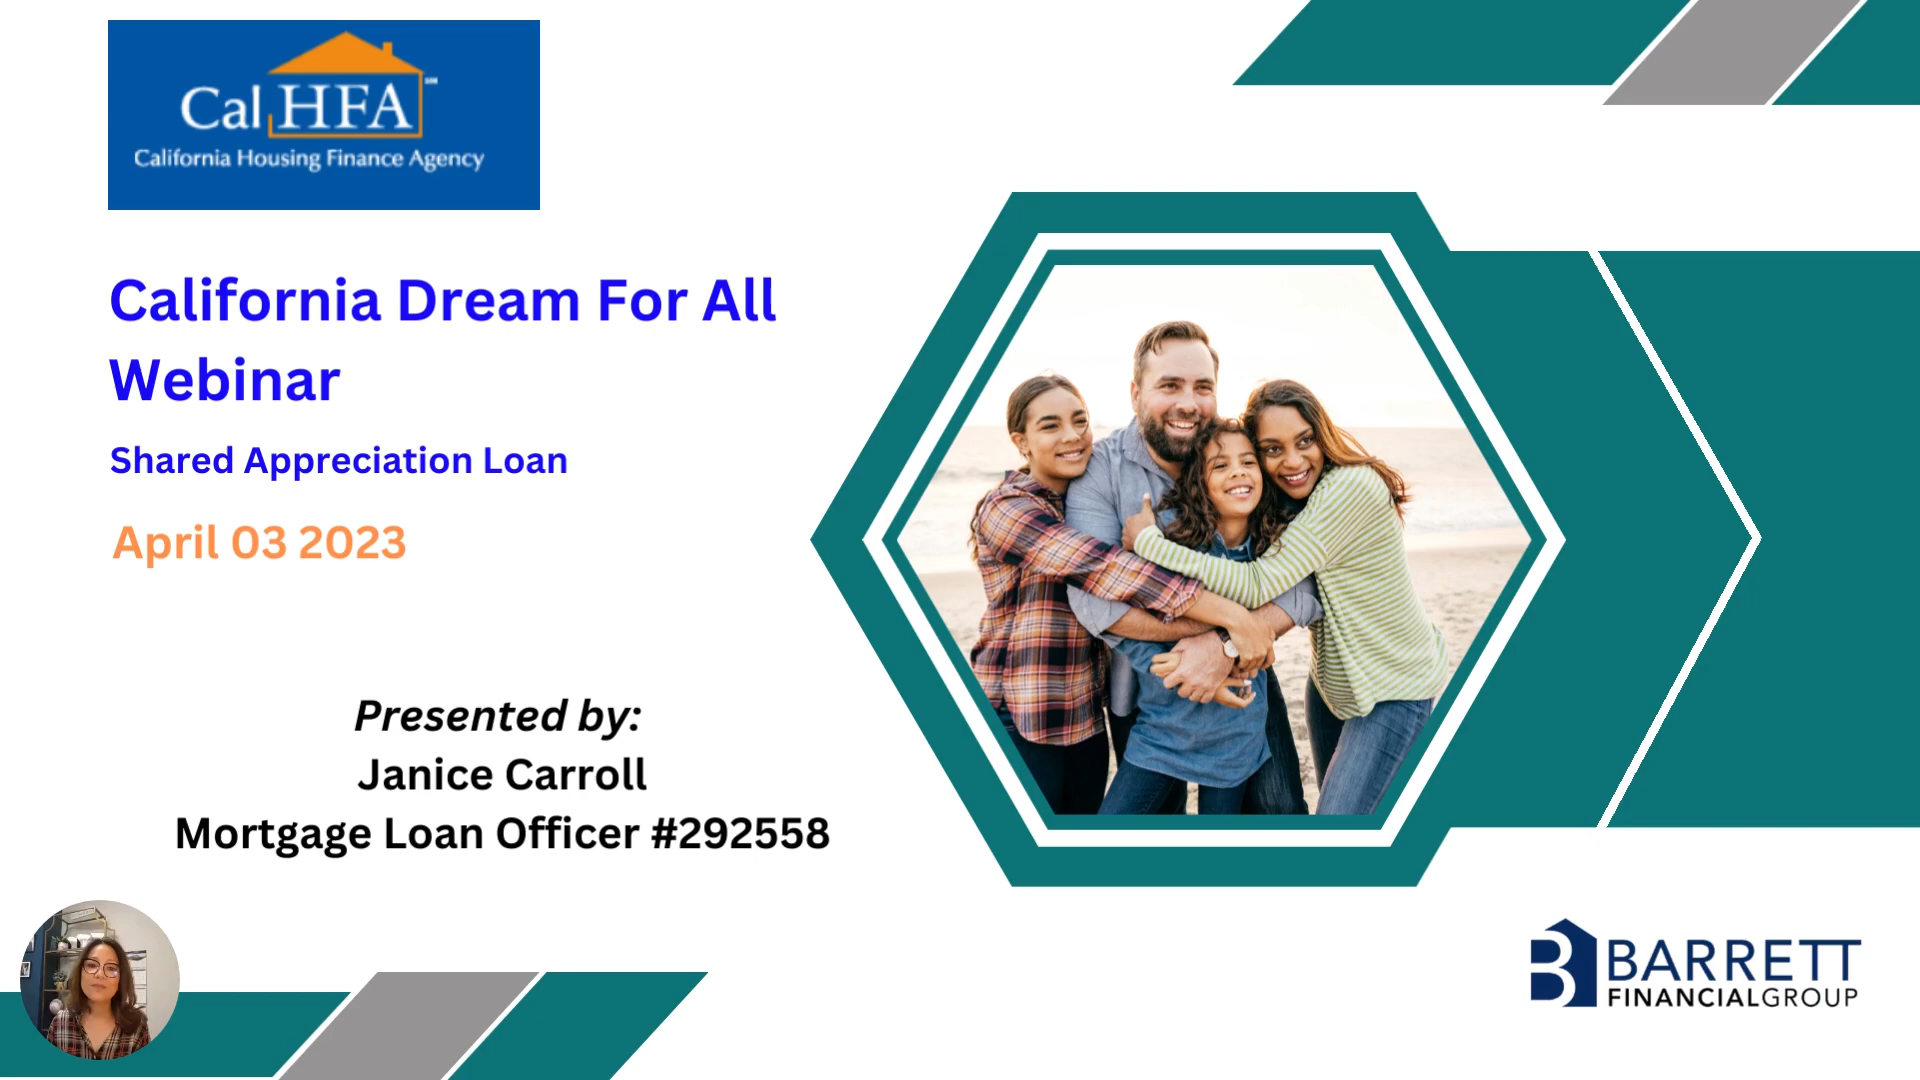 Cal HFA
California Housing Finance Agency
California Dream For All
Webinar
Shared Appreciation Loan
April 03 2023
Presented by:
Janice Carroll
Mortgage Loan Officer #292558
BARRETT
FINANCIALGROUP